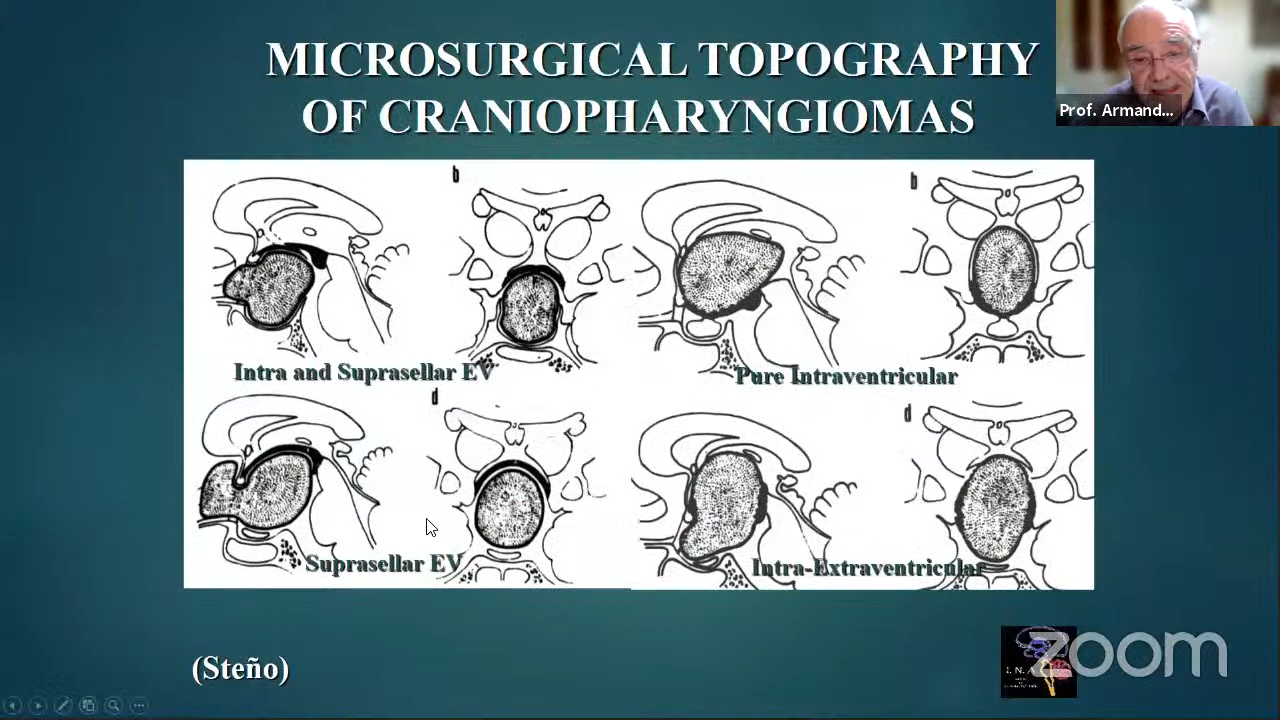 MICROSURGICAL TOPOGRAPHY
OF CRANIOPHARYNGIOMAS
Prof. Armand...
b
b
Intra and Suprasellar EV
Pure Intraventricular
d
d
Suprasellar EV
Intra-Extraventricular
(Steño)
I. N. A
zoom